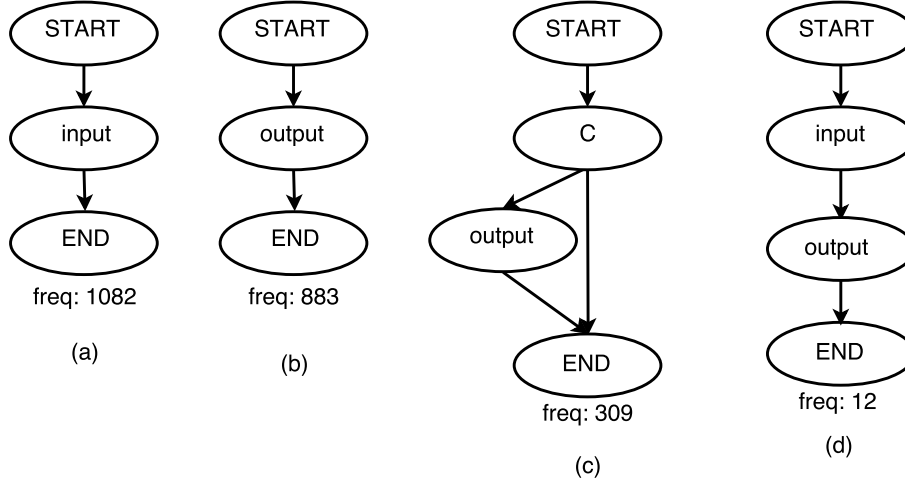 START
input
END
freq: 1082
(a)
START
output
END
freq: 883
(b)
START
C
output
END
freq: 309
(c)
START
input
output
END
freq: 12
(d)